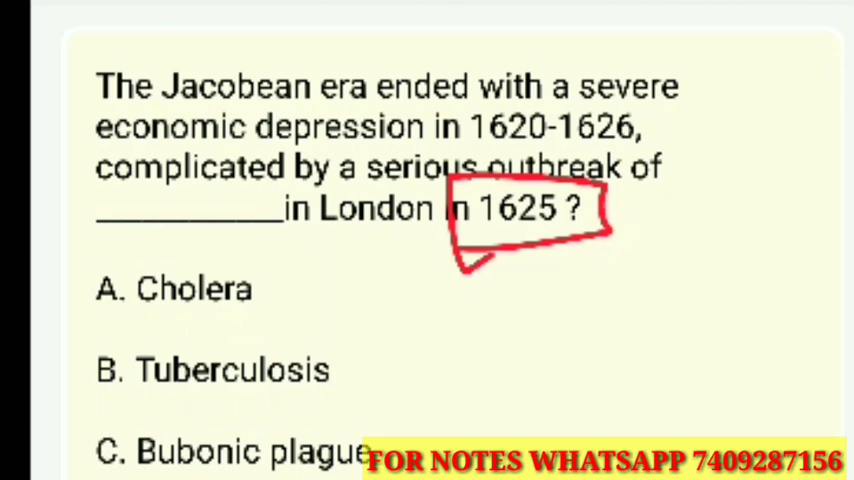 The Jacobean era ended with a severe
economic depression in 1620-1626,
complicated by a serious outbreak of
____________in London in 1625 ?
A. Cholera
B. Tuberculosis
C. Bubonic plague
FOR NOTES WHATSAPP 7409287156